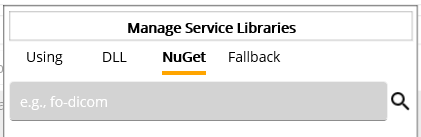 Manage Service Libraries
Using DLL NuGet Fallback
e.g., fo-dicom